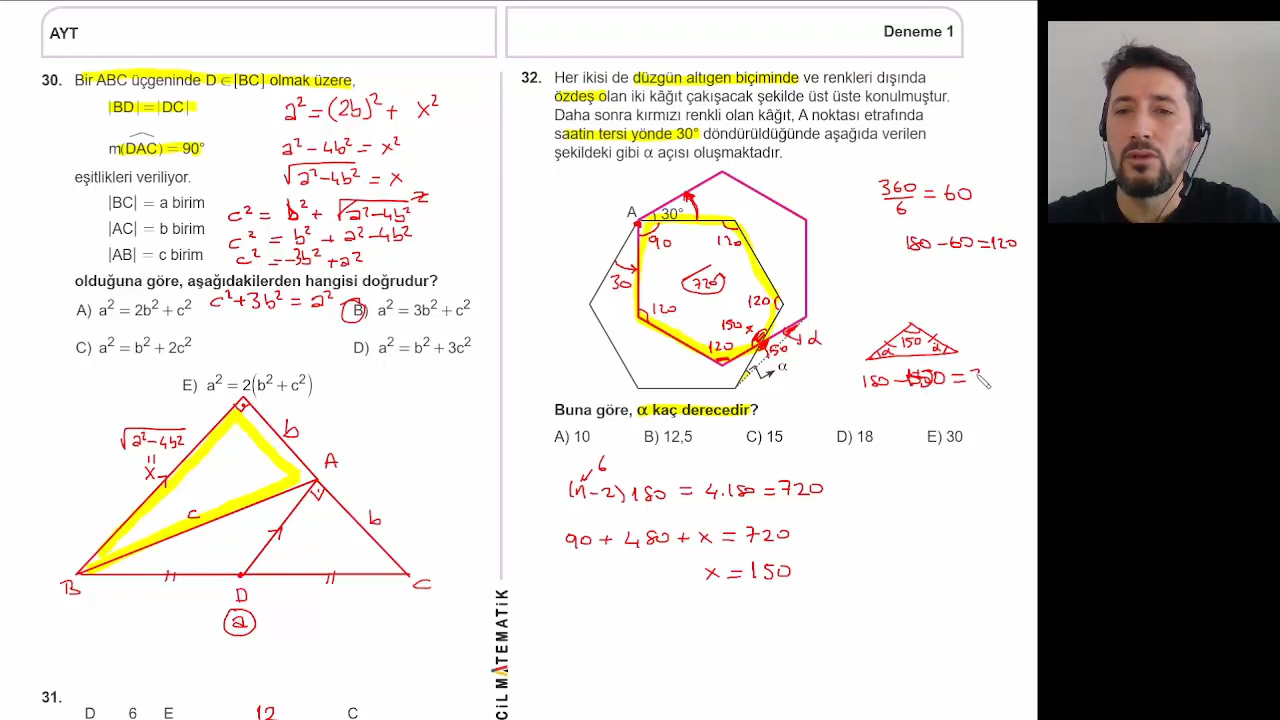 AYT
Deneme 1
30. Bir ABC üçgeninde D ∈ [BC] olmak üzere,
|BD| = |DC|
m(DAC) = 90°
eşitlikleri veriliyor.
|BC| = a birim
|AC| = b birim
|AB| = c birim
olduğuna göre, aşağıdakilerden hangisi doğrudur?
A) a² = 2b² + c²
B) a² = 3b² + c²
C) a² = b² + 2c²
D) a² = b² + 3c²
E) a² = 2(b² + c²)
a² = (2b)² + x²
a² − 4b² = x²
√a²−4b² = x
c² = b² + √a²−4b² ²
c² = b² + a²−4b²
c² = −3b² + a²
c² + 3b² = a²
√a²−4b²
=
x
b
A
c
b
B
D
C
a
31.
D 6 E 12 C
32. Her ikisi de düzgün altıgen biçiminde ve renkleri dışında
özdeş olan iki kâğıt çakışacak şekilde üst üste konulmuştur.
Daha sonra kırmızı renkli olan kâğıt, A noktası etrafında
saatin tersi yönde 30° döndürüldüğünde aşağıda verilen
şekildeki gibi α açısı oluşmaktadır.
A 30°
90 120
30 720
120 120
150 x
120 150 α
α
360/6 = 60
180 − 60 = 120
α 150 α
Buna göre, α kaç derecedir?
A) 10 B) 12,5 C) 15 D) 18 E) 30
6
(n−2)180 = 4.180 = 720
90 + 480 + x = 720
x = 150
CiL MATEMATiK